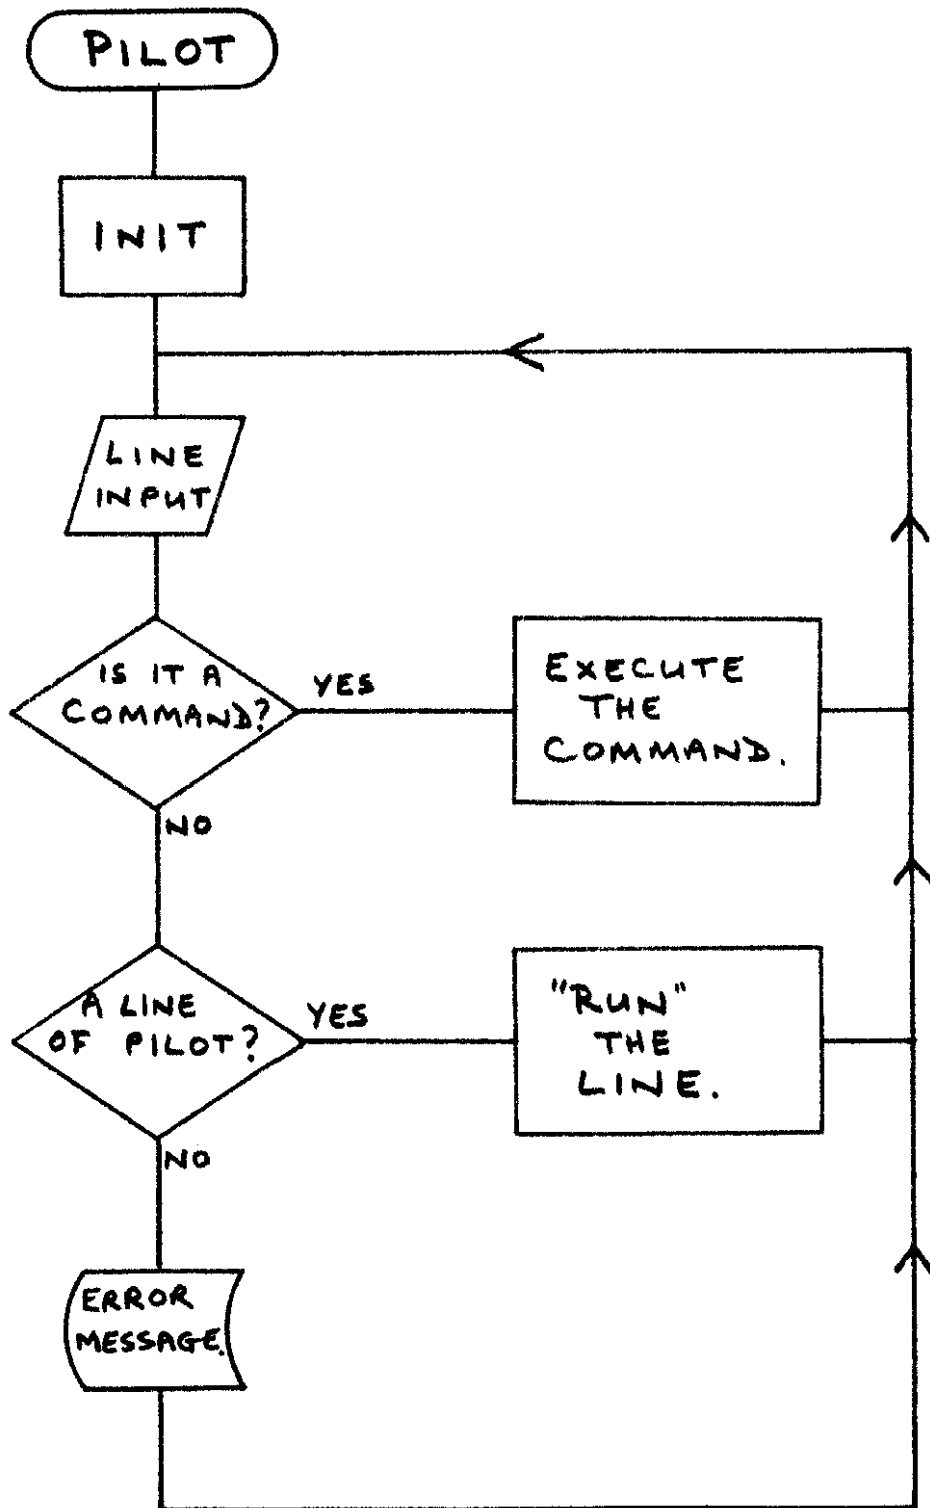 PILOT
INIT
LINE
INPUT
IS IT A
COMMAND?
YES
EXECUTE
THE
COMMAND.
NO
A LINE
OF PILOT?
YES
"RUN"
THE
LINE.
NO
ERROR
MESSAGE.